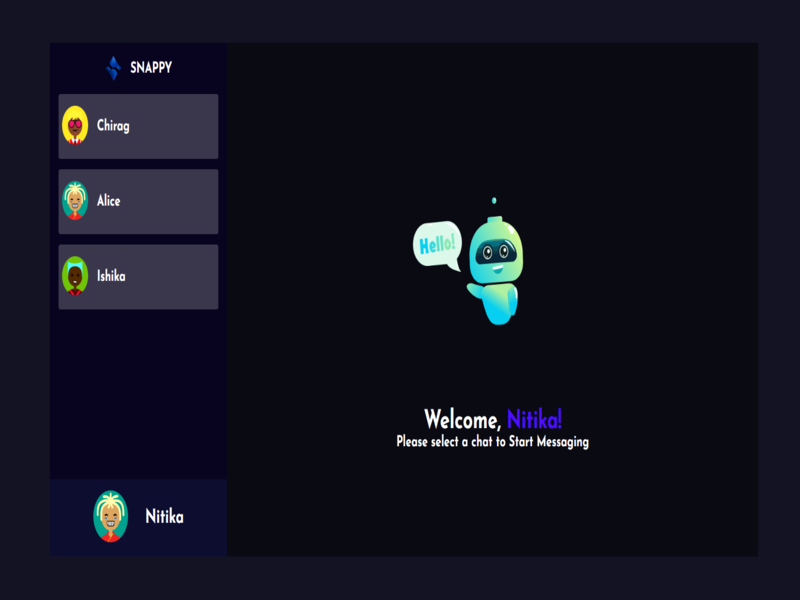 SNAPPY
Chirag
Alice
Ishika
Nitika
Hello!
Welcome, Nitika!
Please select a chat to Start Messaging